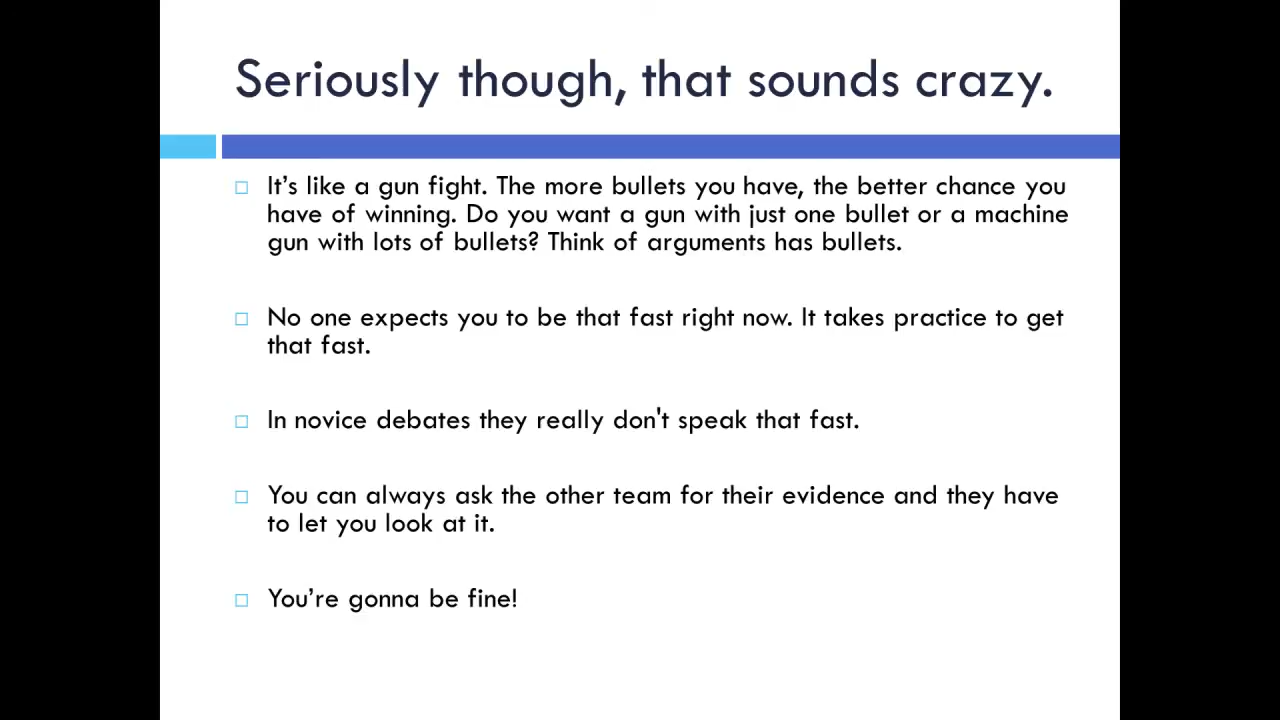 Seriously though, that sounds crazy.
It’s like a gun fight. The more bullets you have, the better chance you
have of winning. Do you want a gun with just one bullet or a machine
gun with lots of bullets? Think of arguments has bullets.
No one expects you to be that fast right now. It takes practice to get
that fast.
In novice debates they really don't speak that fast.
You can always ask the other team for their evidence and they have
to let you look at it.
You’re gonna be fine!